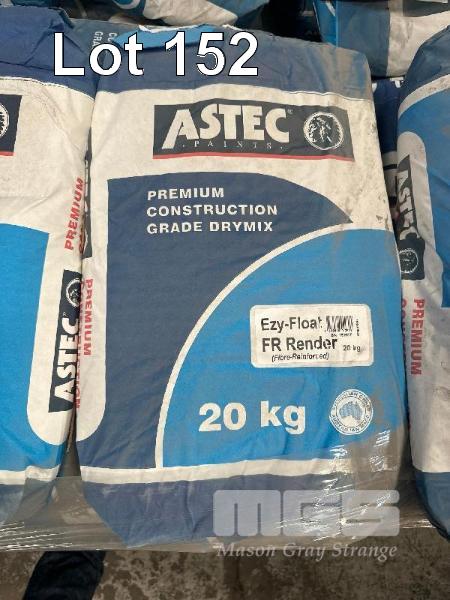 Lot 152
ASTEC
PAINTS
PREMIUM
CONSTRUCTION
GRADE DRYMIX
Ezy-Float
FR Render 20 kg
(Fibre-Reinforced)
20 kg
ASTEC
PREMIUM
PREMIUM
ASTEC
PREMIUM
MGS
Mason Gray Strange